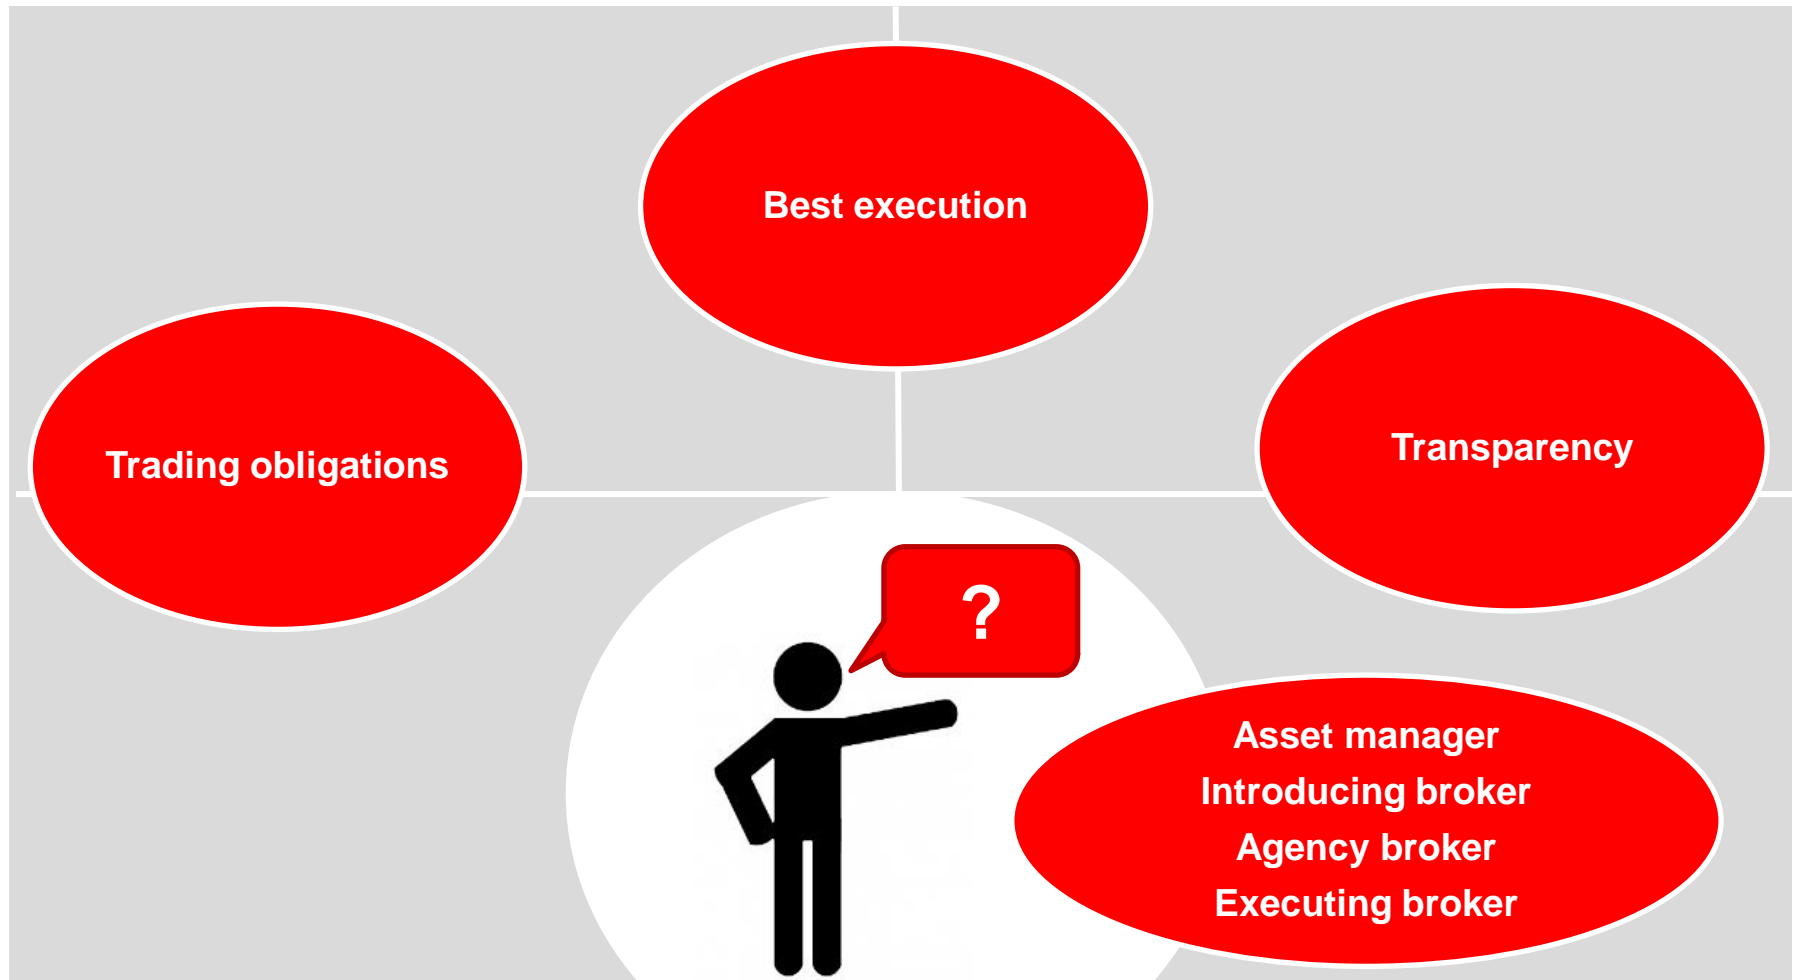 Best execution
Trading obligations
Transparency
?
Asset manager
Introducing broker
Agency broker
Executing broker